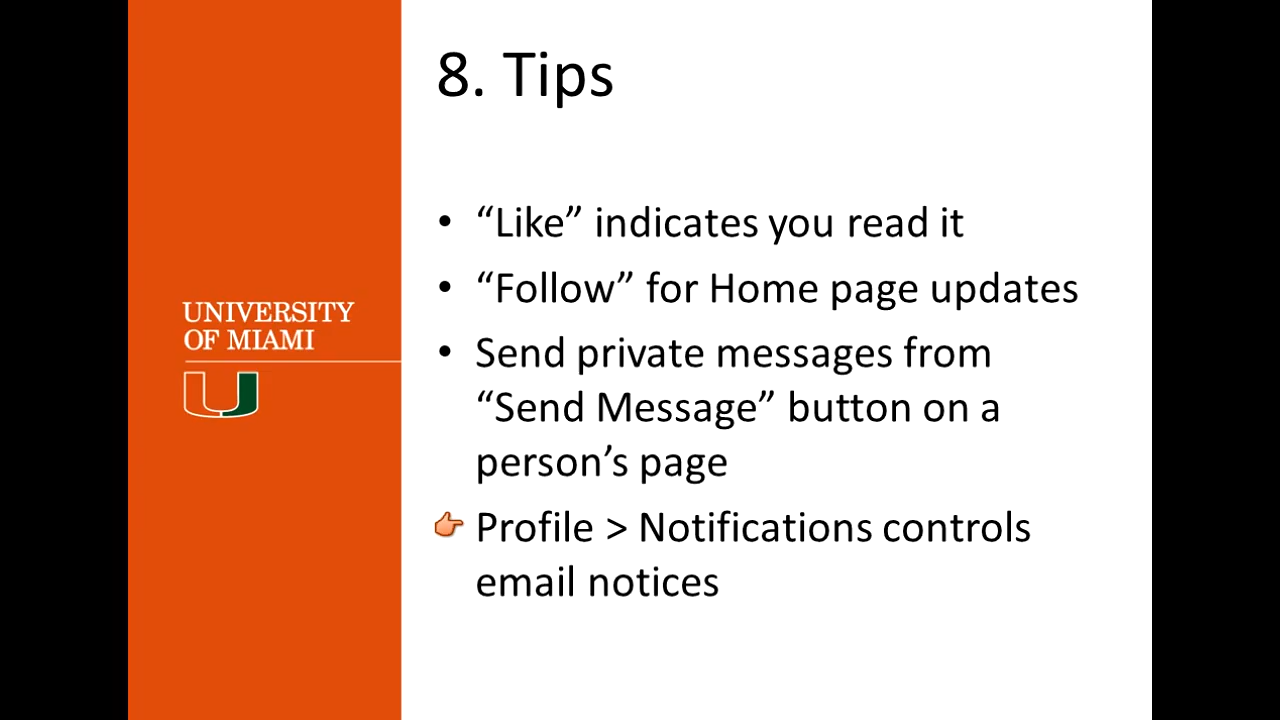 8. Tips
• “Like” indicates you read it
• “Follow” for Home page updates
• Send private messages from
“Send Message” button on a
person’s page
Profile > Notifications controls
email notices
UNIVERSITY
OF MIAMI
U